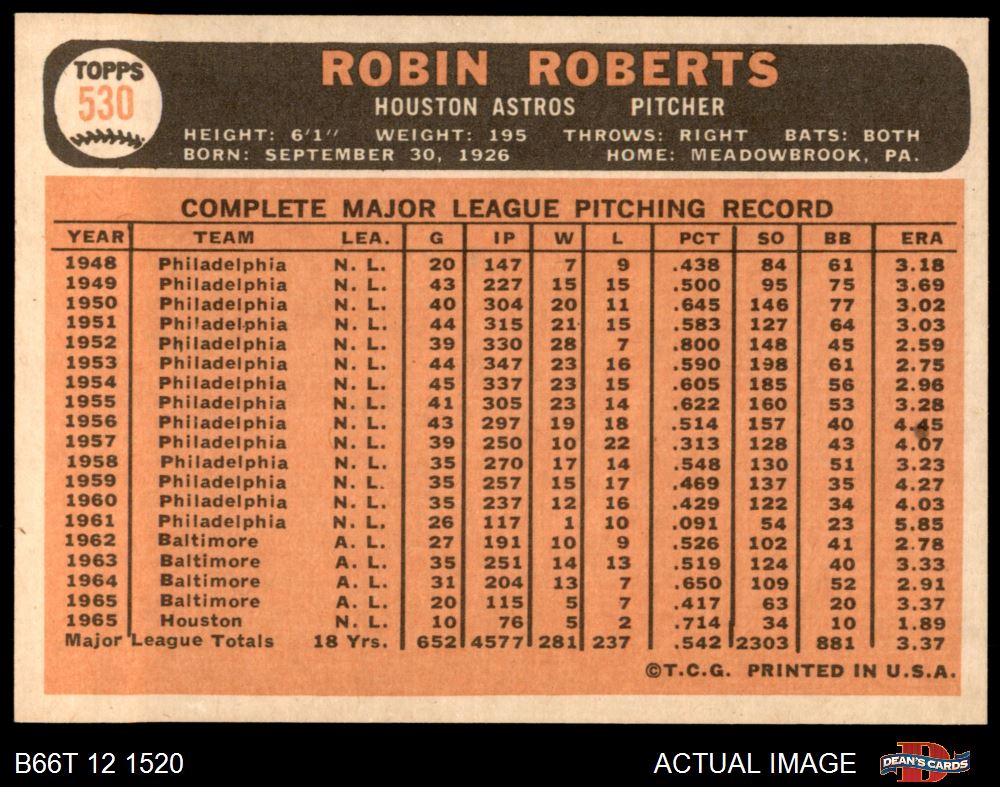 TOPPS
530
ROBIN ROBERTS
HOUSTON ASTROS PITCHER
HEIGHT: 6'1" WEIGHT: 195 THROWS: RIGHT BATS: BOTH
BORN: SEPTEMBER 30, 1926 HOME: MEADOWBROOK, PA.
COMPLETE MAJOR LEAGUE PITCHING RECORD
YEAR TEAM LEA. G IP W L PCT SO BB ERA
1948 Philadelphia N. L. 20 147 7 9 .438 84 61 3.18
1949 Philadelphia N. L. 43 227 15 15 .500 95 75 3.69
1950 Philadelphia N. L. 40 304 20 11 .645 146 77 3.02
1951 Philadelphia N. L. 44 315 21 15 .583 127 64 3.03
1952 Philadelphia N. L. 39 330 28 7 .800 148 45 2.59
1953 Philadelphia N. L. 44 347 23 16 .590 198 61 2.75
1954 Philadelphia N. L. 45 337 23 15 .605 185 56 2.96
1955 Philadelphia N. L. 41 305 23 14 .622 160 53 3.28
1956 Philadelphia N. L. 43 297 19 18 .514 157 40 4.45
1957 Philadelphia N. L. 39 250 10 22 .313 128 43 4.07
1958 Philadelphia N. L. 35 270 17 14 .548 130 51 3.23
1959 Philadelphia N. L. 35 257 15 17 .469 137 35 4.27
1960 Philadelphia N. L. 35 237 12 16 .429 122 34 4.03
1961 Philadelphia N. L. 26 117 1 10 .091 54 23 5.85
1962 Baltimore A. L. 27 191 10 9 .526 102 41 2.78
1963 Baltimore A. L. 35 251 14 13 .519 124 40 3.33
1964 Baltimore A. L. 31 204 13 7 .650 109 52 2.91
1965 Baltimore A. L. 20 115 5 7 .417 63 20 3.37
1965 Houston N. L. 10 76 5 2 .714 34 10 1.89
Major League Totals 18 Yrs. 652 4577 281 237 .542 2303 881 3.37
©T.C.G. PRINTED IN U.S.A.
B66T 12 1520 ACTUAL IMAGE DEAN'S CARDS